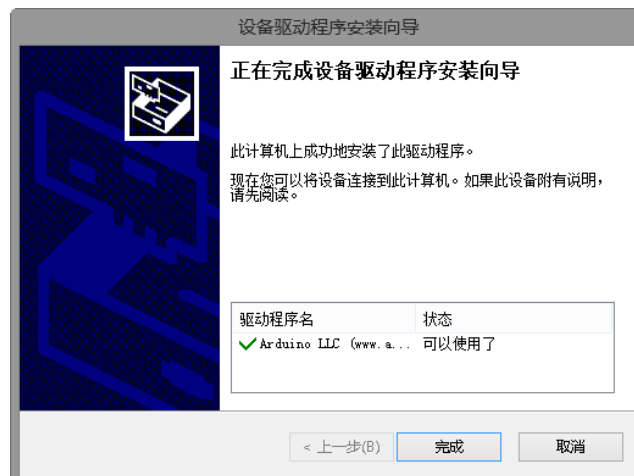 设备驱动程序安装向导
正在完成设备驱动程序安装向导
此计算机上成功地安装了此驱动程序。
现在您可以将设备连接到此计算机。如果此设备附有说明，
请先阅读。
驱动程序名 状态
Arduino LLC (www.a... 可以使用了
< 上一步(B) 完成 取消